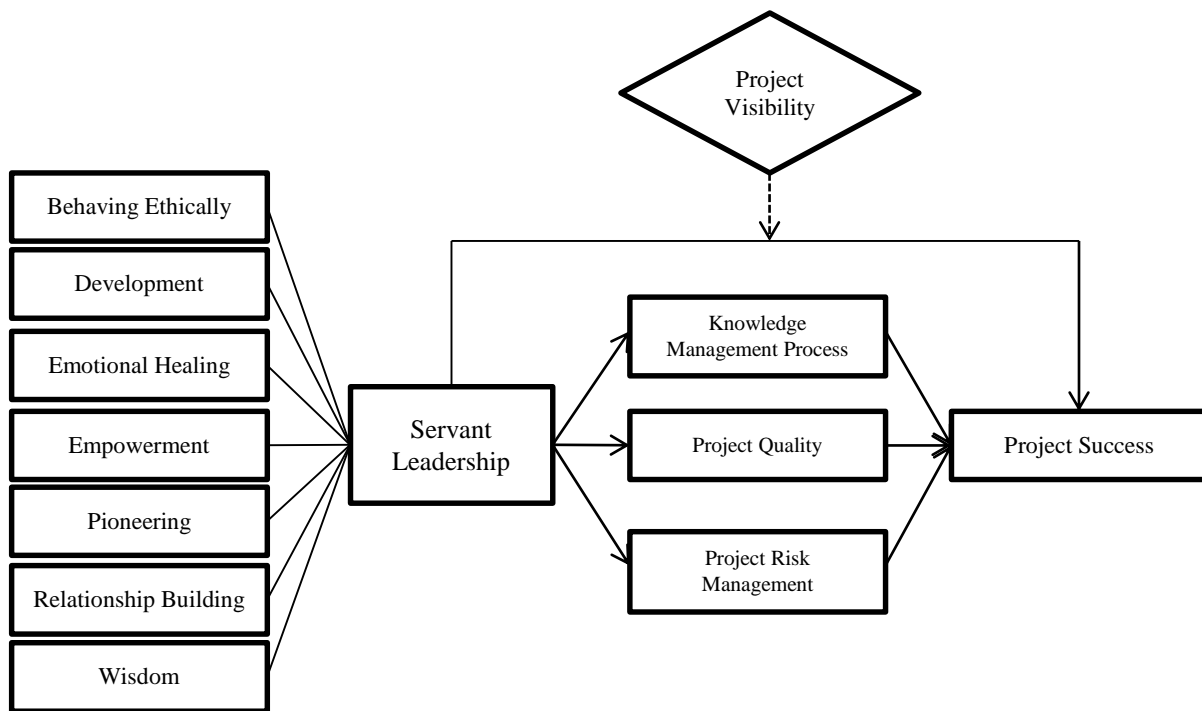 Project
Visibility
Behaving Ethically
Development
Emotional Healing
Empowerment
Pioneering
Relationship Building
Wisdom
Servant
Leadership
Knowledge
Management Process
Project Quality
Project Risk
Management
Project Success